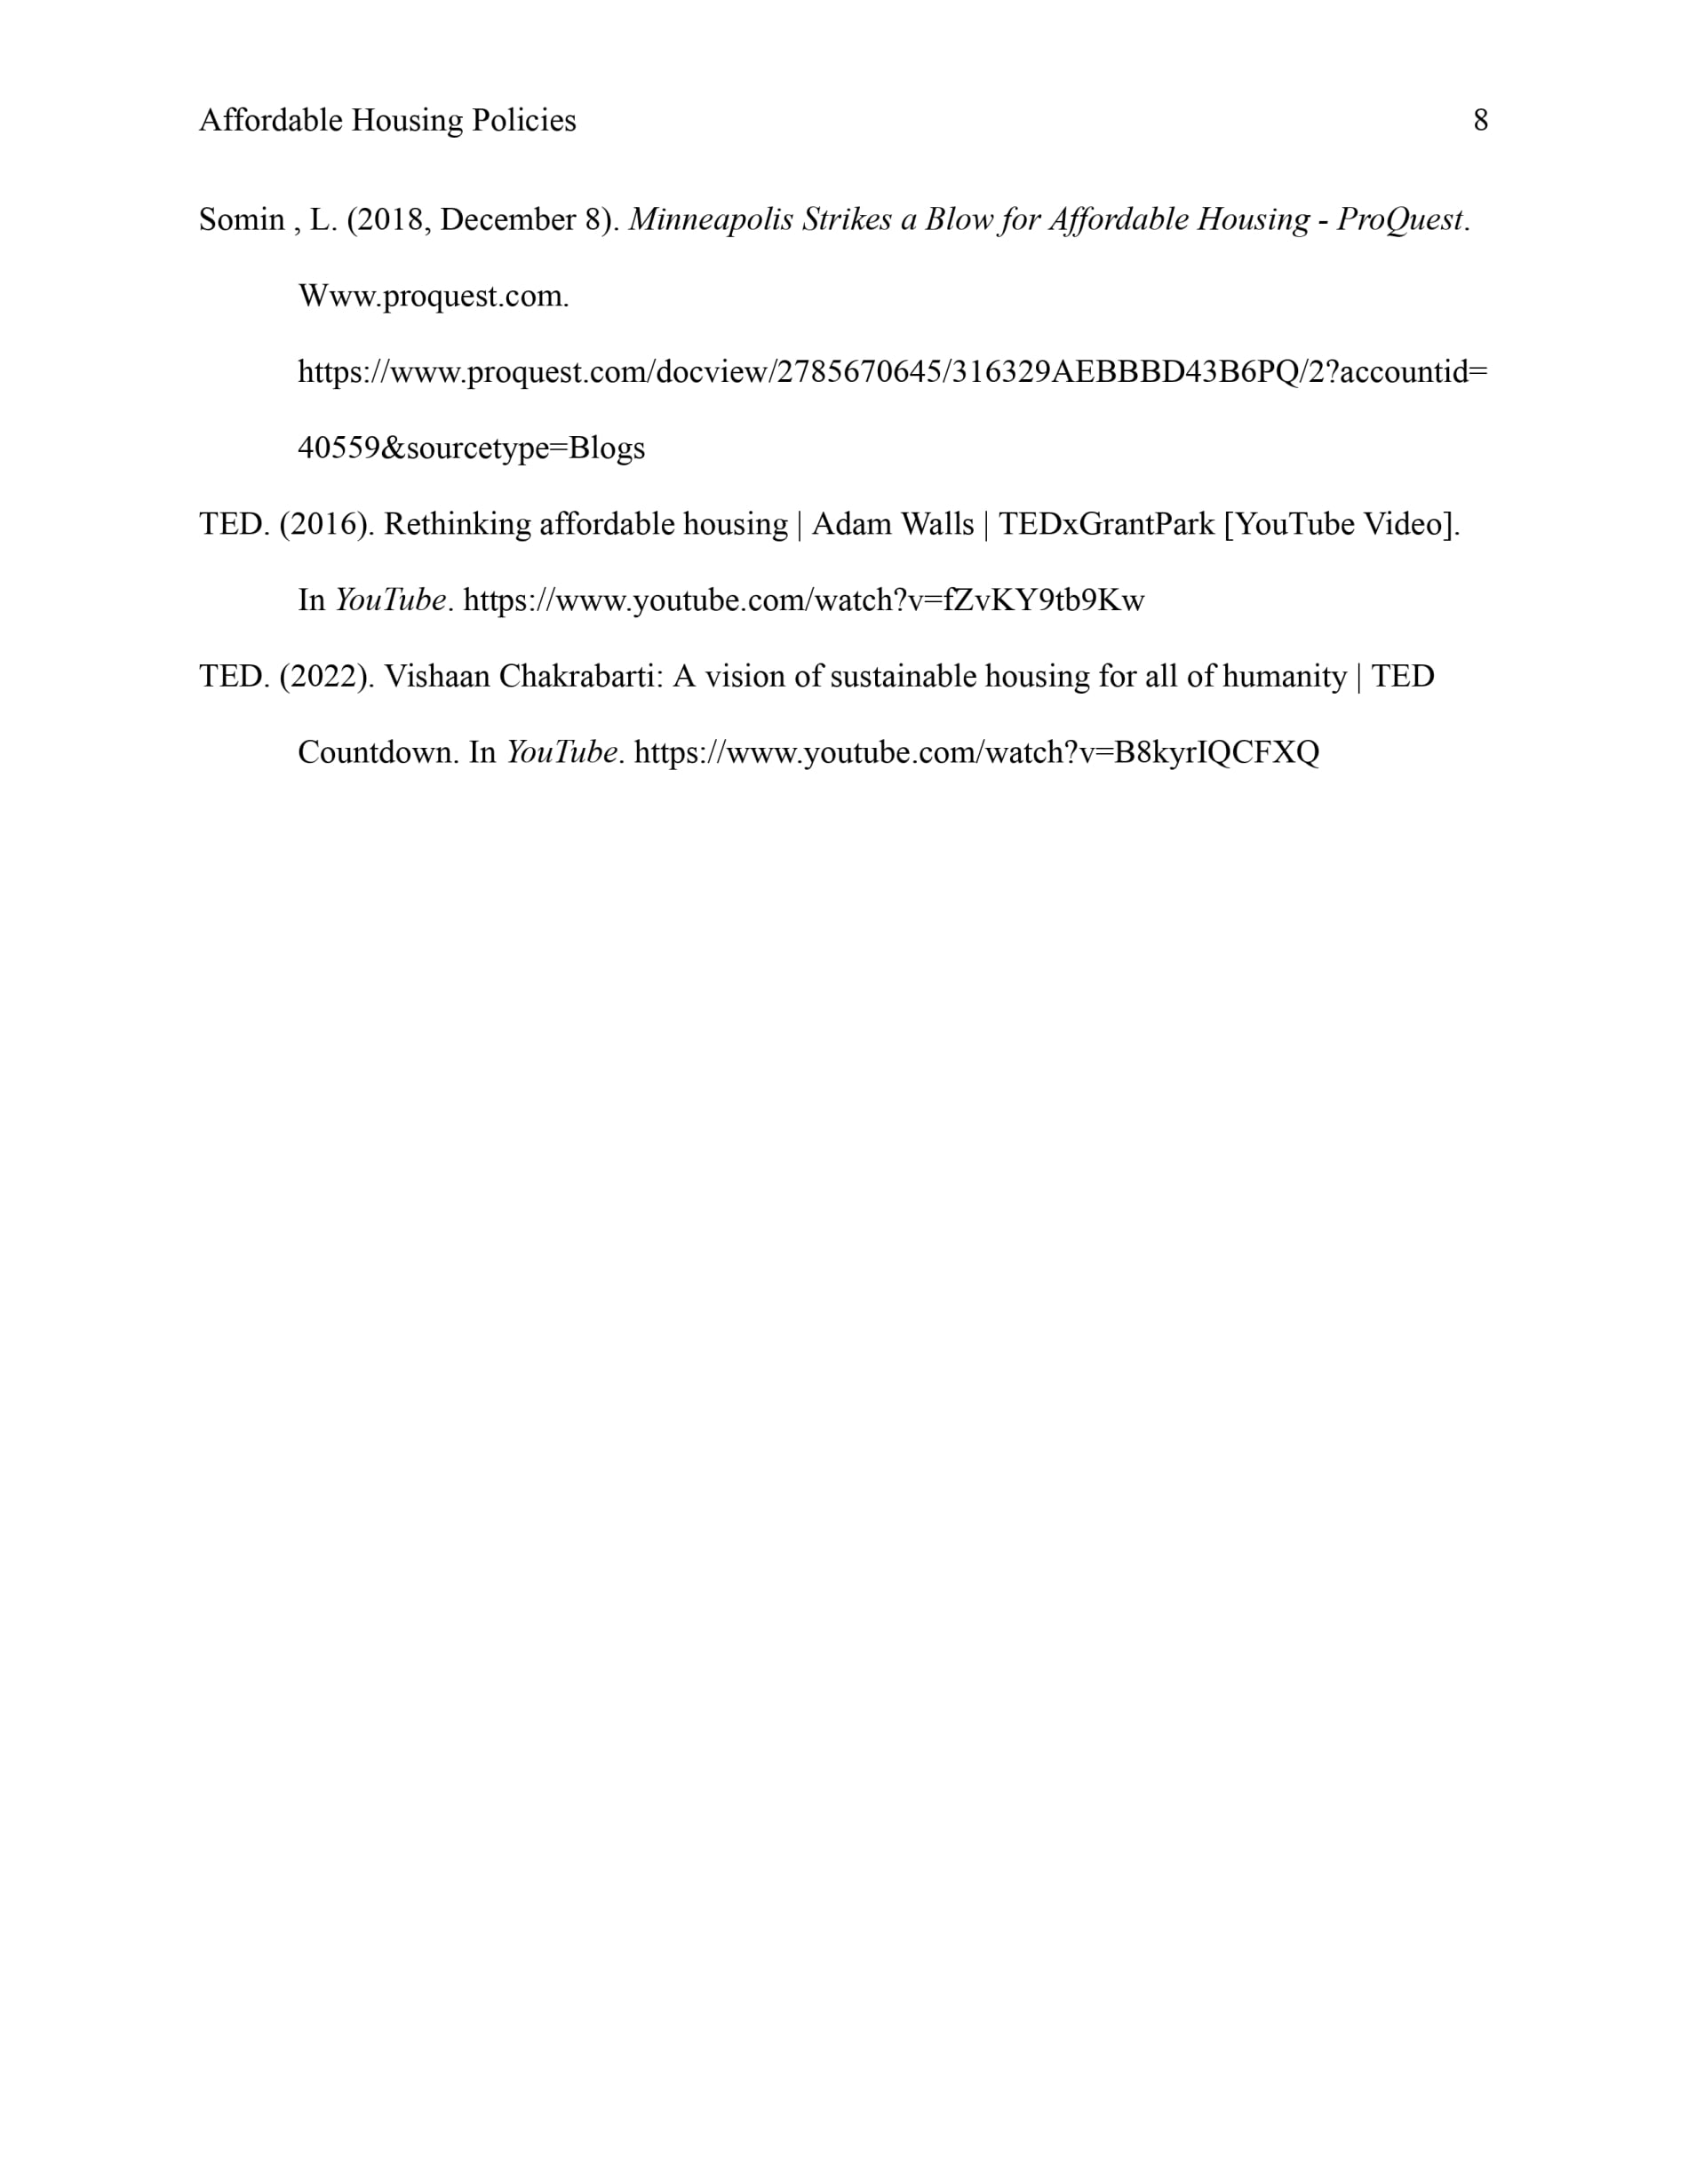 Affordable Housing Policies 8
Somin , L. (2018, December 8). Minneapolis Strikes a Blow for Affordable Housing - ProQuest.
Www.proquest.com.
https://www.proquest.com/docview/2785670645/316329AEBBBD43B6PQ/2?accountid=
40559&sourcetype=Blogs
TED. (2016). Rethinking affordable housing | Adam Walls | TEDxGrantPark [YouTube Video].
In YouTube. https://www.youtube.com/watch?v=fZvKY9tb9Kw
TED. (2022). Vishaan Chakrabarti: A vision of sustainable housing for all of humanity | TED
Countdown. In YouTube. https://www.youtube.com/watch?v=B8kyrIQCFXQ